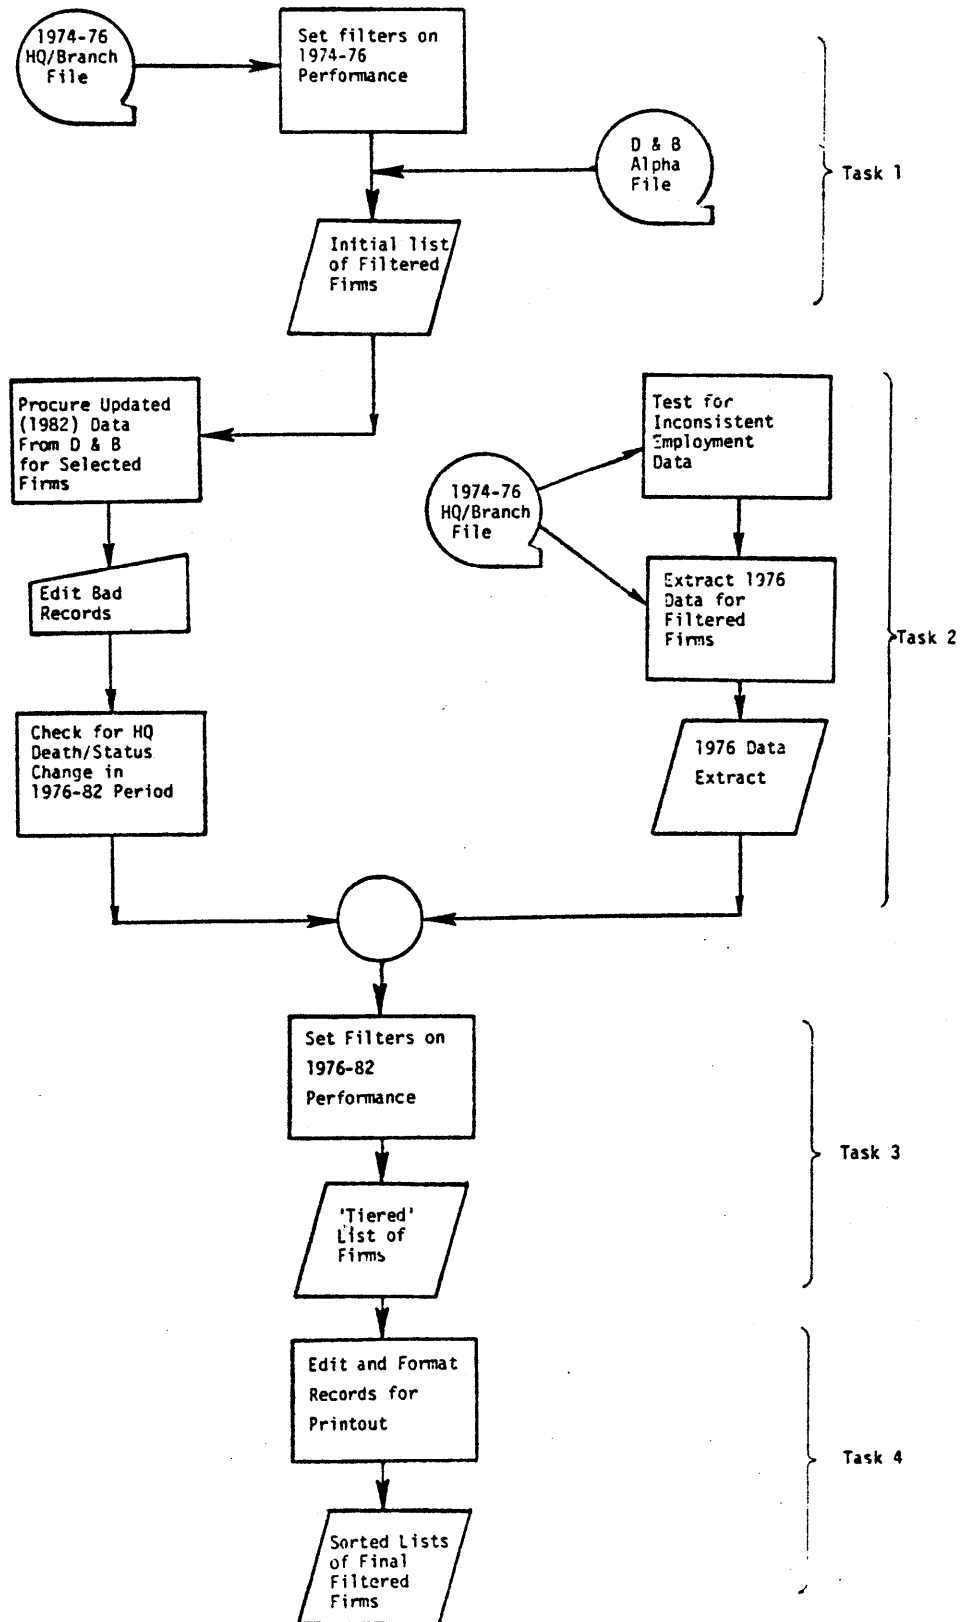 1974-76
HQ/Branch
File
Set filters on
1974-76
Performance
D & B
Alpha
File
Task 1
Initial list
of Filtered
Firms
Procure Updated
(1982) Data
From D & B
for Selected
Firms
Test for
Inconsistent
Employment
Data
1974-76
HQ/Branch
File
Edit Bad
Records
Extract 1976
Data for
Filtered
Firms
Task 2
Check for HQ
Death/Status
Change in
1976-82 Period
1976 Data
Extract
Set Filters on
1976-82
Performance
Task 3
'Tiered'
List of
Firms
Edit and Format
Records for
Printout
Task 4
Sorted Lists
of Final
Filtered
Firms